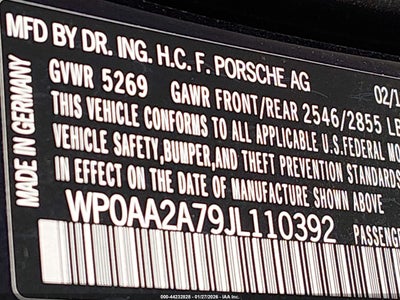 MFD BY DR. ING. H.C. F. PORSCHE AG 02/1
GVWR 5269 GAWR FRONT/REAR 2546/2855 LB
THIS VEHICLE CONFORMS TO ALL APPLICABLE U.S.FEDERAL MO
VEHICLE SAFETY,BUMPER,AND THEFT PREVENTION STANDARDS
IN EFFECT ON THE DATE OF MANUFACTURE SHOWN ABOVE
WP0AA2A79JL110392 PASSENGE
MADE IN GERMANY
000-44232828 - 01/27/2026 - IAA Inc.